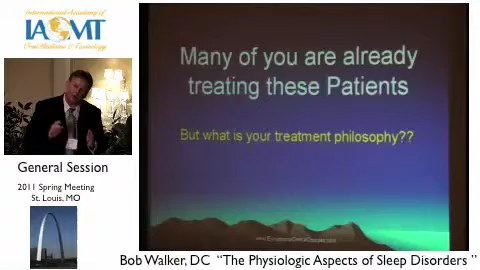 International Academy of
IAOMT
Oral Medicine & Toxicology
General Session
2011 Spring Meeting
St. Louis, MO
Many of you are already
treating these Patients
But what is your treatment philosophy??
Bob Walker, DC "The Physiologic Aspects of Sleep Disorders "